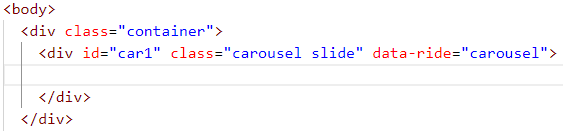 <body>
<div class="container">
<div id="car1" class="carousel slide" data-ride="carousel">
</div>
</div>